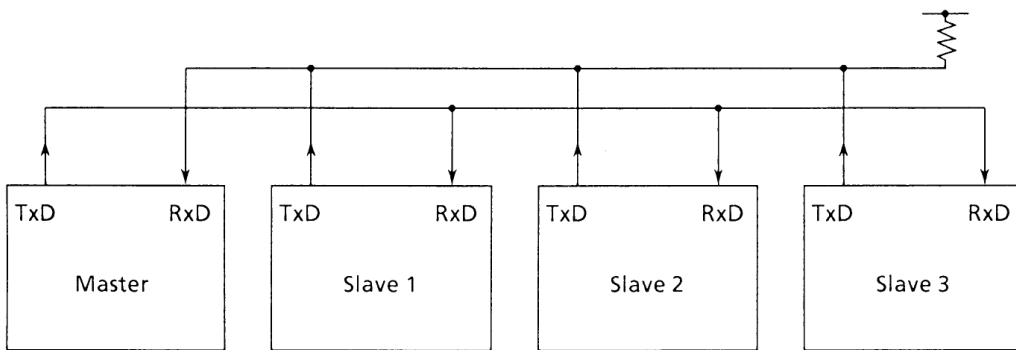 TxD RxD TxD RxD TxD RxD TxD RxD
Master Slave 1 Slave 2 Slave 3